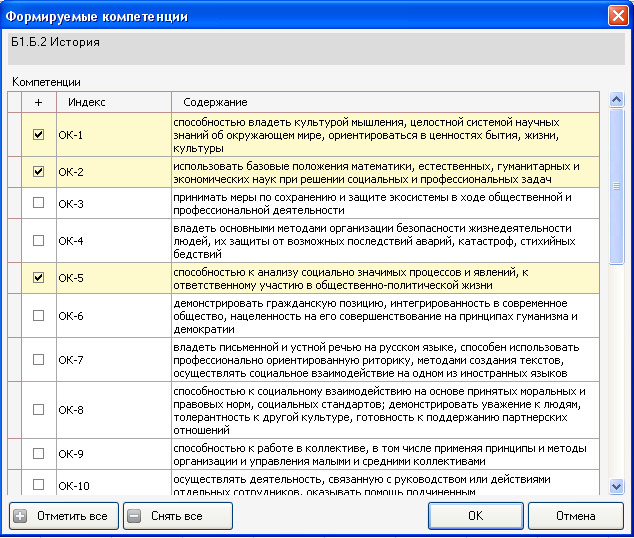 Формируемые компетенции
Б1.Б.2 История
Компетенции
+ Индекс Содержание
ОК-1
способностью владеть культурой мышления, целостной системой научных
знаний об окружающем мире, ориентироваться в ценностях бытия, жизни,
культуры
ОК-2
использовать базовые положения математики, естественных, гуманитарных и
экономических наук при решении социальных и профессиональных задач
ОК-3
принимать меры по сохранению и защите экосистемы в ходе общественной и
профессиональной деятельности
ОК-4
владеть основными методами организации безопасности жизнедеятельности
людей, их защиты от возможных последствий аварий, катастроф, стихийных
бедствий
ОК-5
способностью к анализу социально значимых процессов и явлений, к
ответственному участию в общественно-политической жизни
ОК-6
демонстрировать гражданскую позицию, интегрированность в современное
общество, нацеленность на его совершенствование на принципах гуманизма и
демократии
ОК-7
владеть письменной и устной речью на русском языке, способен использовать
профессионально ориентированную риторику, методами создания текстов,
осуществлять социальное взаимодействие на одном из иностранных языков
ОК-8
способностью к социальному взаимодействию на основе принятых моральных и
правовых норм, социальных стандартов; демонстрировать уважение к людям,
толерантность к другой культуре, готовность к поддержанию партнерских
отношений
ОК-9
способностью к работе в коллективе, в том числе применяя принципы и методы
организации и управления малыми и средними коллективами
ОК-10
осуществлять деятельность, связанную с руководством или действиями
отдельных сотрудников, оказывать помощь подчиненным
Отметить все Снять все ОК Отмена